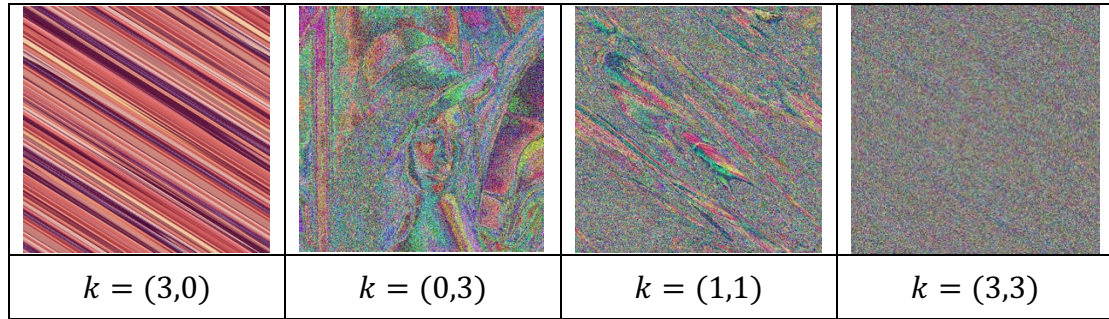 k = (3,0)
k = (0,3)
k = (1,1)
k = (3,3)